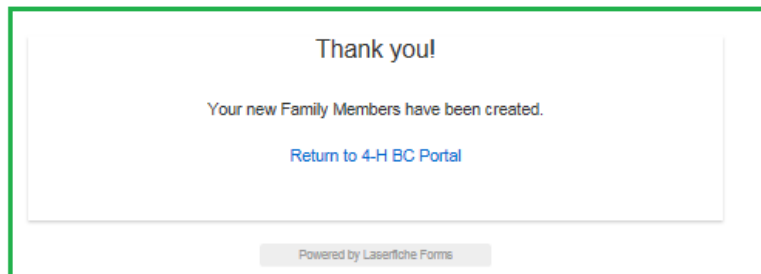 Thank you!
Your new Family Members have been created.
Return to 4-H BC Portal
Powered by Laserfiche Forms